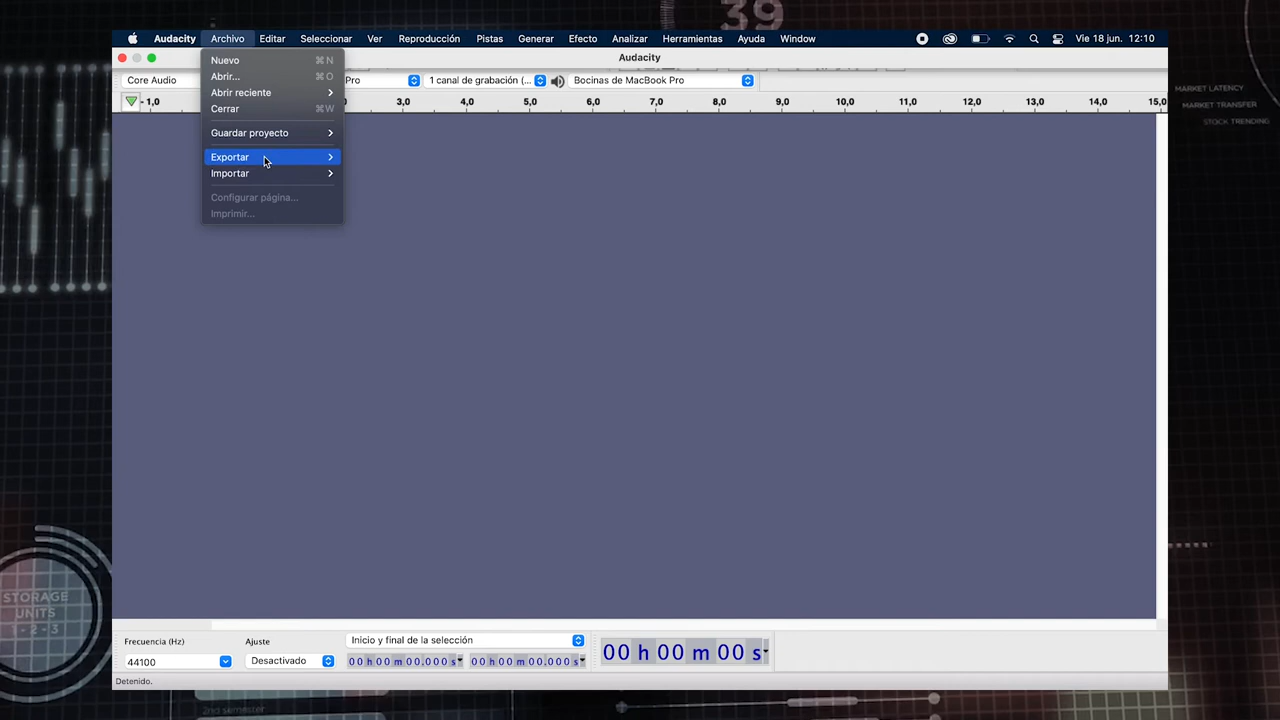 39
MARKET LATENCY
MARKET TRANSFER
STOCK TRENDING
Audacity Archivo Editar Seleccionar Ver Reproducción Pistas Generar Efecto Analizar Herramientas Ayuda Window Vie 18 jun. 12:10
Audacity
Nuevo ⌘N
Abrir... ⌘O
Abrir reciente
Cerrar ⌘W
Guardar proyecto
Exportar
Importar
Configurar página...
Imprimir...
Core Audio Pro 1 canal de grabación (... Bocinas de MacBook Pro
- 1,0 3,0 4,0 5,0 6,0 7,0 8,0 9,0 10,0 11,0 12,0 13,0 14,0 15,0
STORAGE
UNITS
- 2 - 3
Frecuencia (Hz) Ajuste Inicio y final de la selección
44100 Desactivado 00 h 00 m 00.000 s 00 h 00 m 00.000 s 00 h 00 m 00 s
Detenido.
2nd semester